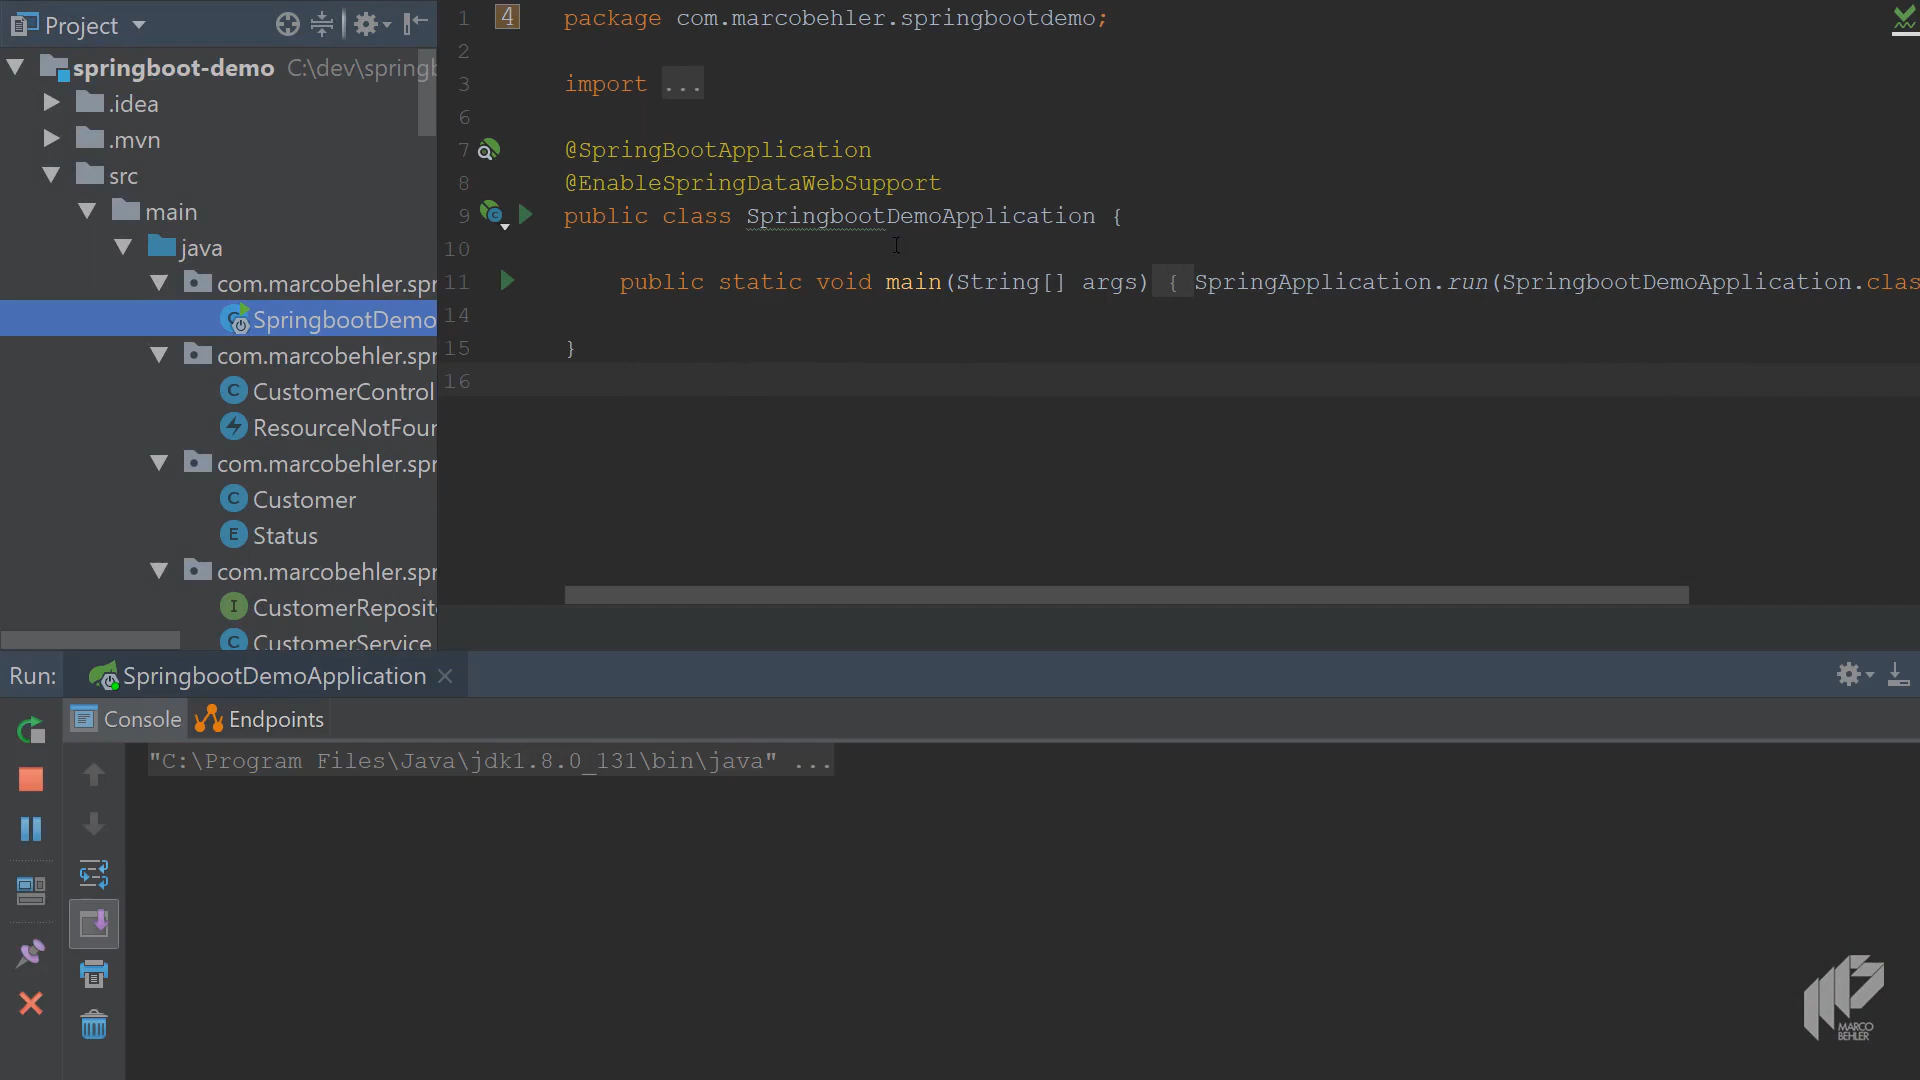 Project
springboot-demo C:\dev\spring
.idea
.mvn
src
main
java
com.marcobehler.spr
SpringbootDemo
com.marcobehler.spr
CustomerControl
ResourceNotFour
com.marcobehler.spr
C Customer
E Status
com.marcobehler.spr
I CustomerReposit
C CustomerService
4
1 package com.marcobehler.springbootdemo;
2
3 import ...
6
7 @SpringBootApplication
8 @EnableSpringDataWebSupport
9 public class SpringbootDemoApplication {
10
11 public static void main(String[] args) { SpringApplication.run(SpringbootDemoApplication.clas
14
15 }
16
Run: SpringbootDemoApplication
Console Endpoints
"C:\Program Files\Java\jdk1.8.0_131\bin\java" ...
MARCO
BEHLER